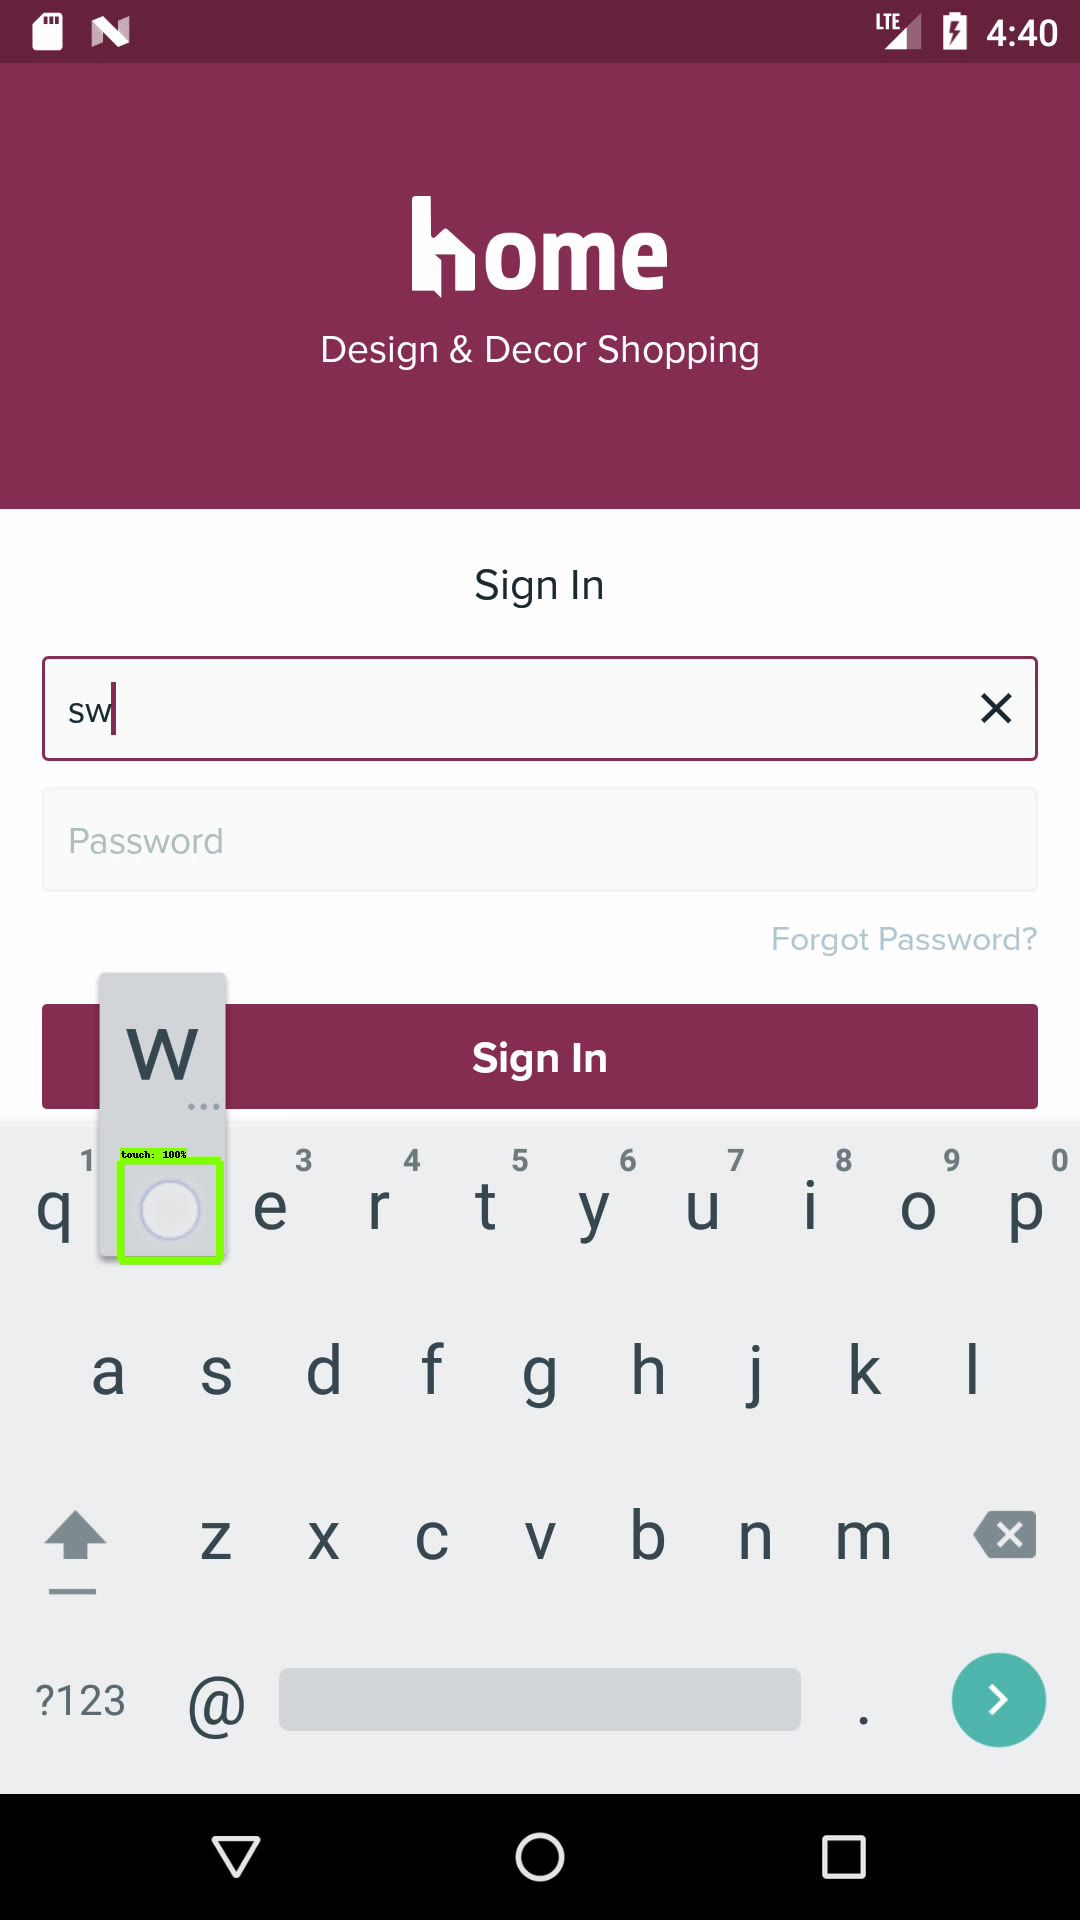 LTE 4:40
home
Design & Decor Shopping
Sign In
sw
Password
Forgot Password?
Sign In
W
touch: 100%
1 3 4 5 6 7 8 9 0
q e r t y u i o p
a s d f g h j k l
z x c v b n m
?123 @ .